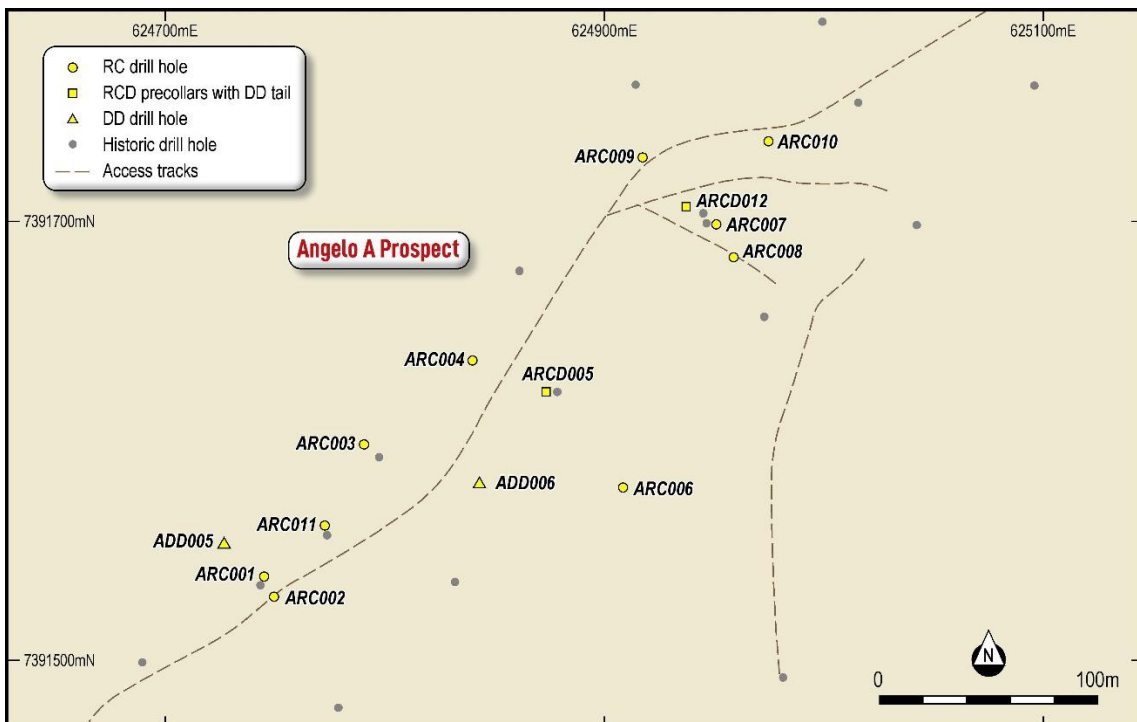 624700mE
624900mE
625100mE
RC drill hole
RCD precollars with DD tail
DD drill hole
Historic drill hole
Access tracks
ARC010
ARC009
ARCD012
7391700mN
ARC007
Angelo A Prospect
ARC008
ARC004
ARCD005
ARC003
ADD006
ARC006
ARC011
ADD005
ARC001
ARC002
7391500mN
N
0
100m